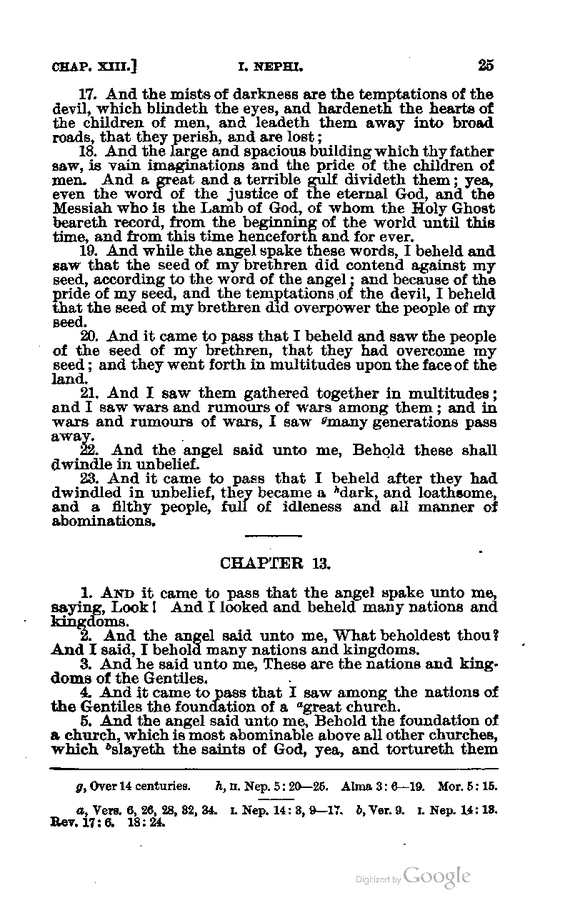 CHAP. XIII.] I. NEPHI. 25
17. And the mists of darkness are the temptations of the
devil, which blindeth the eyes, and hardeneth the hearts of
the children of men, and leadeth them away into broad
roads, that they perish, and are lost;
18. And the large and spacious building which thy father
saw, is vain imaginations and the pride of the children of
men. And a great and a terrible gulf divideth them; yea,
even the word of the justice of the eternal God, and the
Messiah who is the Lamb of God, of whom the Holy Ghost
beareth record, from the beginning of the world until this
time, and from this time henceforth and for ever.
19. And while the angel spake these words, I beheld and
saw that the seed of my brethren did contend against my
seed, according to the word of the angel; and because of the
pride of my seed, and the temptations of the devil, I beheld
that the seed of my brethren did overpower the people of my
seed.
20. And it came to pass that I beheld and saw the people
of the seed of my brethren, that they had overcome my
seed; and they went forth in multitudes upon the face of the
land.
21. And I saw them gathered together in multitudes;
and I saw wars and rumours of wars among them; and in
wars and rumours of wars, I saw gmany generations pass
away.
22. And the angel said unto me, Behold these shall
dwindle in unbelief.
23. And it came to pass that I beheld after they had
dwindled in unbelief, they became a hdark, and loathsome,
and a filthy people, full of idleness and all manner of
abominations.
CHAPTER 13.
1. AND it came to pass that the angel spake unto me,
saying, Look! And I looked and beheld many nations and
kingdoms.
2. And the angel said unto me, What beholdest thou?
And I said, I behold many nations and kingdoms.
3. And he said unto me, These are the nations and king-
doms of the Gentiles.
4. And it came to pass that I saw among the nations of
the Gentiles the foundation of a agreat church.
5. And the angel said unto me, Behold the foundation of
a church, which is most abominable above all other churches,
which bslayeth the saints of God, yea, and tortureth them
g, Over 14 centuries. h, II. Nep. 5: 20—25. Alma 3: 6—19. Mor. 5: 15.
a, Vers. 6, 26, 28, 32, 34. I. Nep. 14: 3, 9—17. b, Ver. 9. I. Nep. 14: 13.
Rev. 17: 6. 18: 24.
Digitized by Google